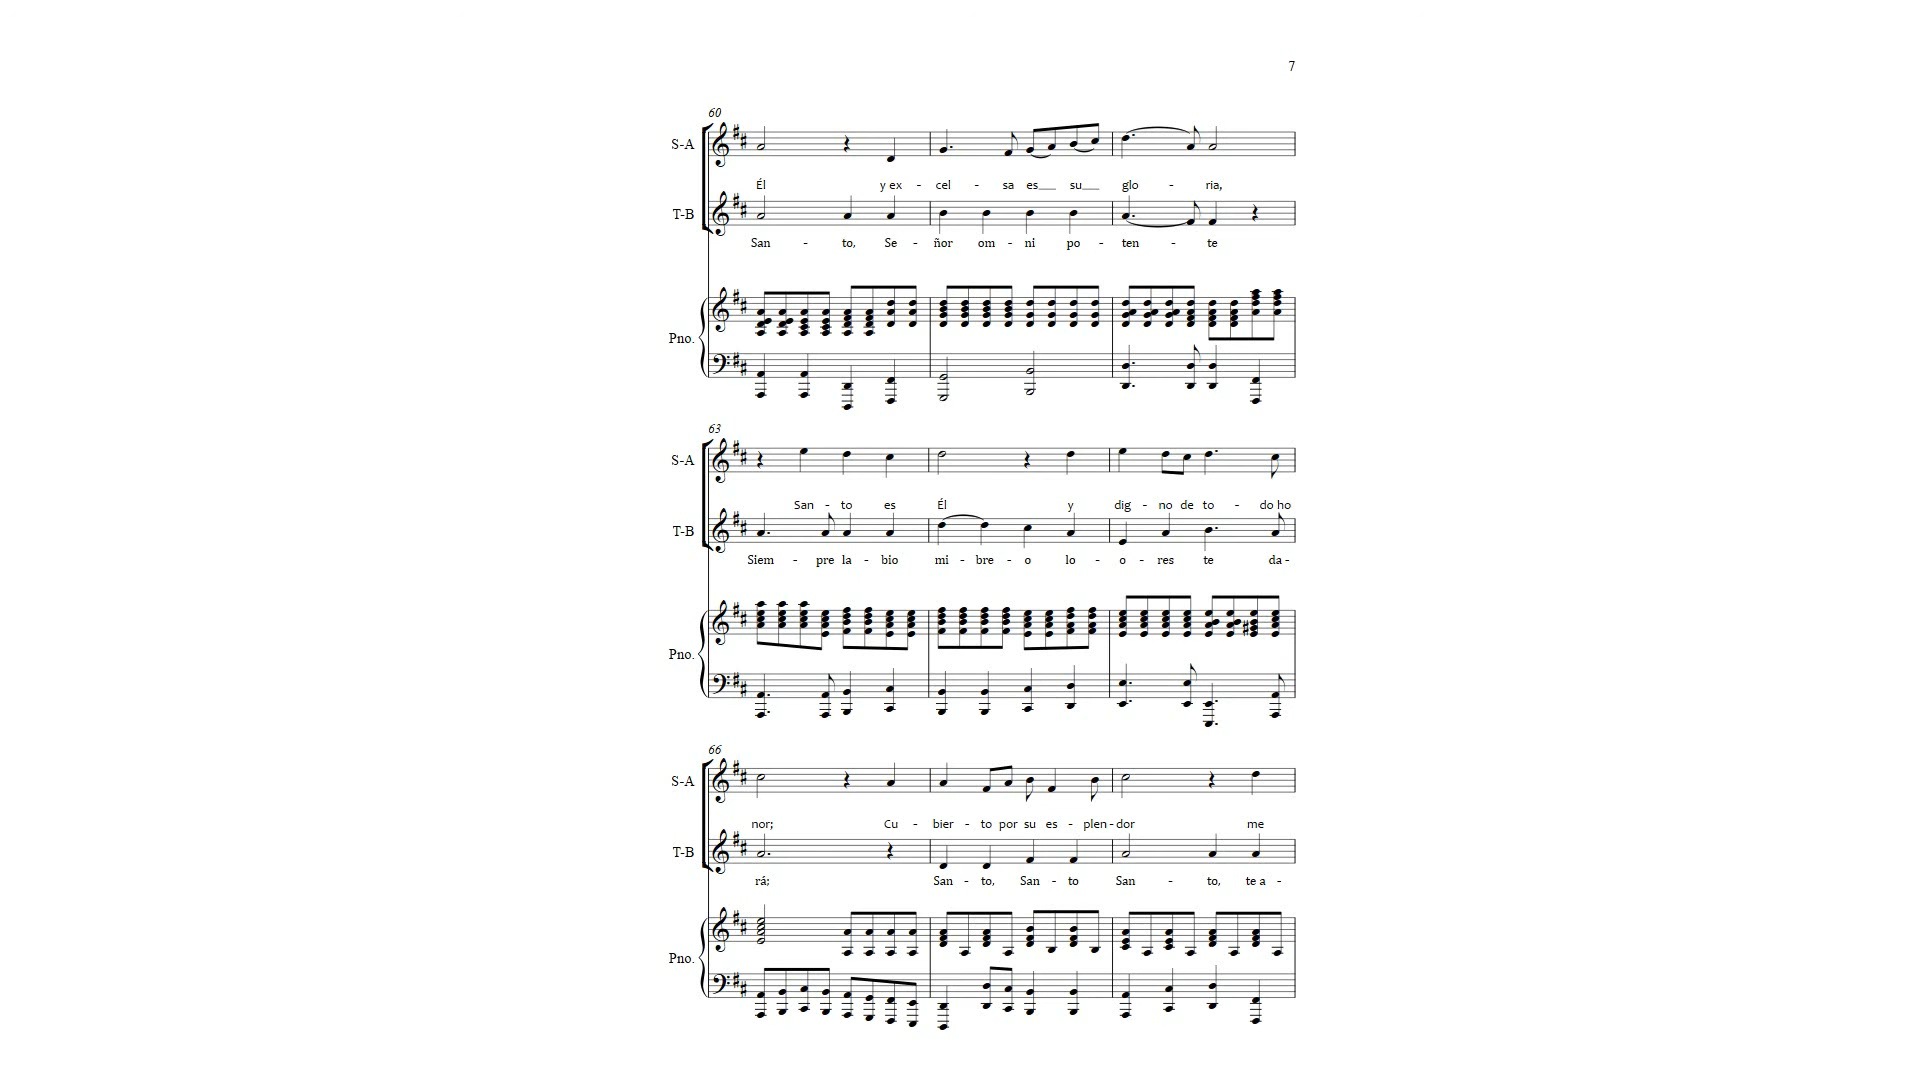 7
60
S-A
Él y ex - cel - sa es su glo - ria,
T-B
San - to, Se - ñor om - ni po - ten - te
Pno.
63
S-A
San - to es Él y dig - no de to - do ho
T-B
Siem - pre la - bio mi - bre - o lo - o - res te da -
Pno.
66
S-A
nor; Cu - bier - to por su es - plen - dor me
T-B
rá; San - to, San - to San - to, te a -
Pno.